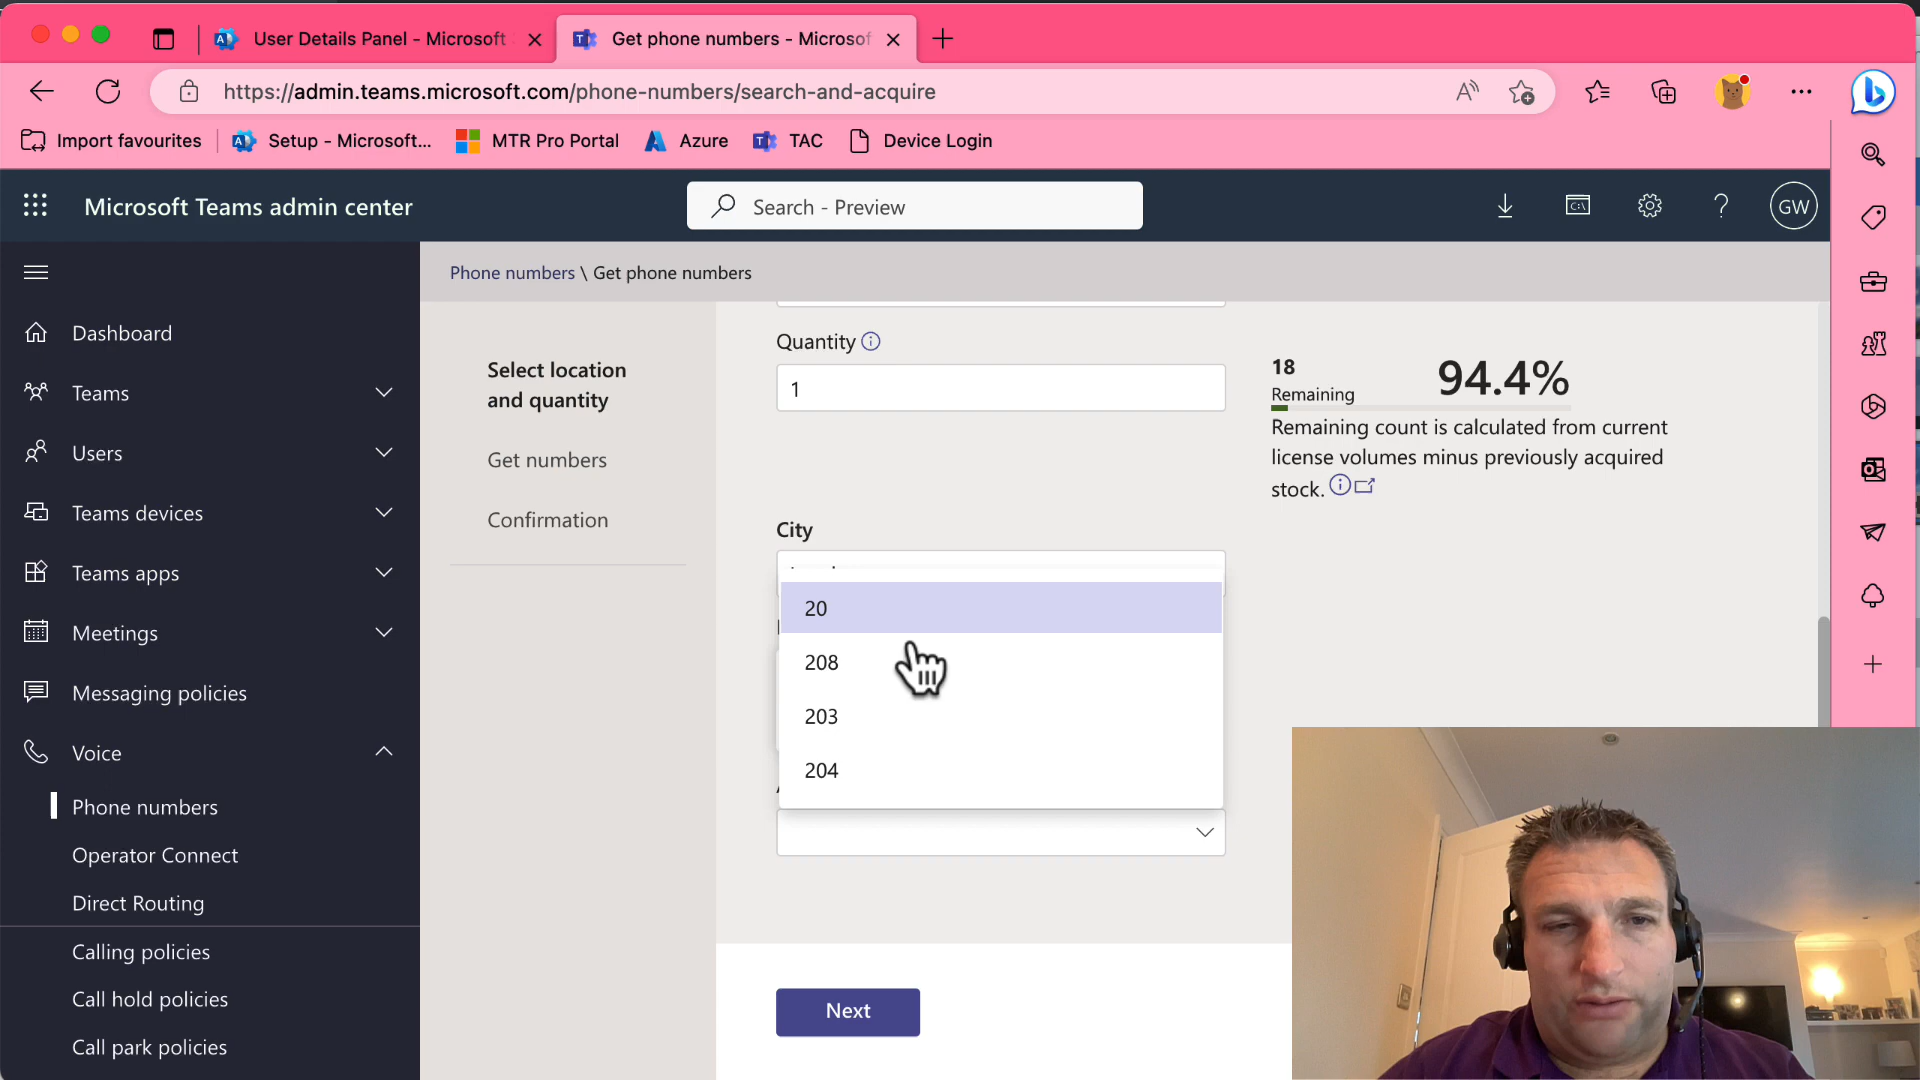 User Details Panel - Microsoft
Get phone numbers - Microsof
https://admin.teams.microsoft.com/phone-numbers/search-and-acquire
Import favourites
Setup - Microsoft...
MTR Pro Portal
Azure
TAC
Device Login
Microsoft Teams admin center
Search - Preview
GW
Phone numbers \ Get phone numbers
Dashboard
Teams
Users
Teams devices
Teams apps
Meetings
Messaging policies
Voice
Phone numbers
Operator Connect
Direct Routing
Calling policies
Call hold policies
Call park policies
Select location
and quantity
Get numbers
Confirmation
Quantity
1
18
Remaining
94.4%
Remaining count is calculated from current
license volumes minus previously acquired
stock.
City
20
208
203
204
Next